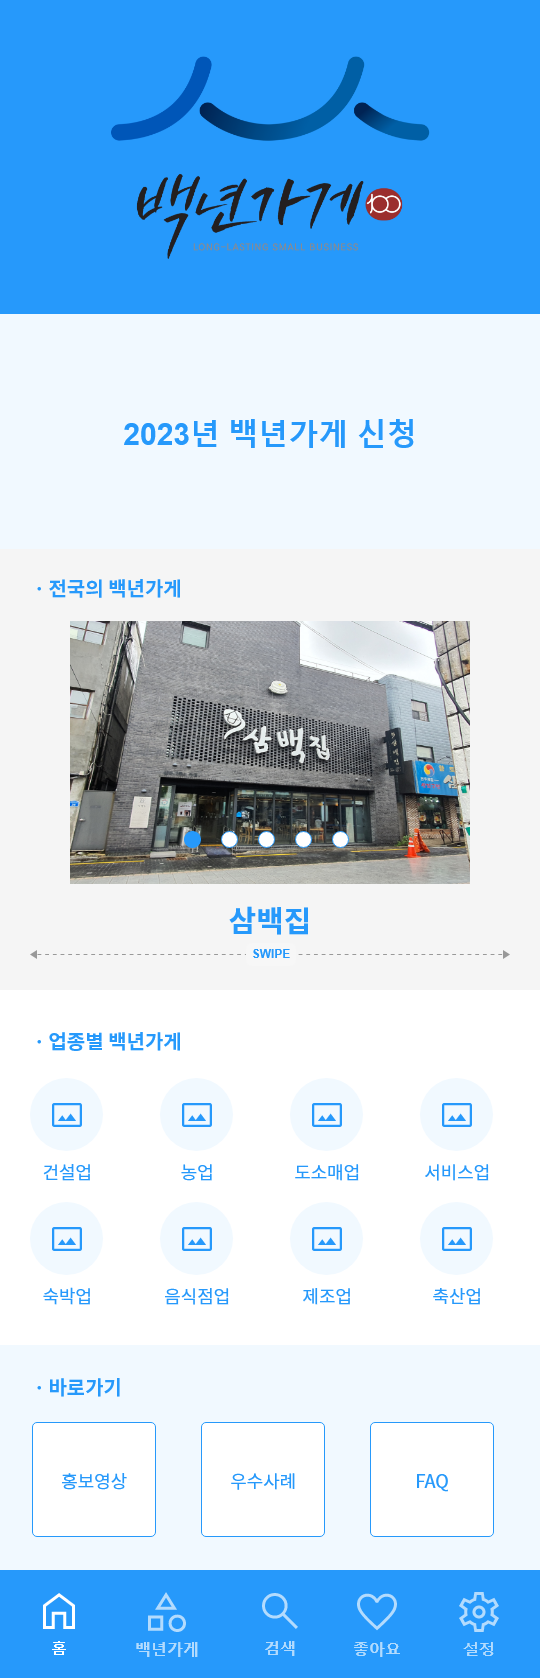 백년가게 100
LONG-LASTING SMALL BUSINESS
2023년 백년가게 신청
· 전국의 백년가게
삼백집
삼백집
삼백집
SWIPE
· 업종별 백년가게
건설업 농업 도소매업 서비스업
숙박업 음식점업 제조업 축산업
· 바로가기
홍보영상 우수사례 FAQ
홈 백년가게 검색 좋아요 설정